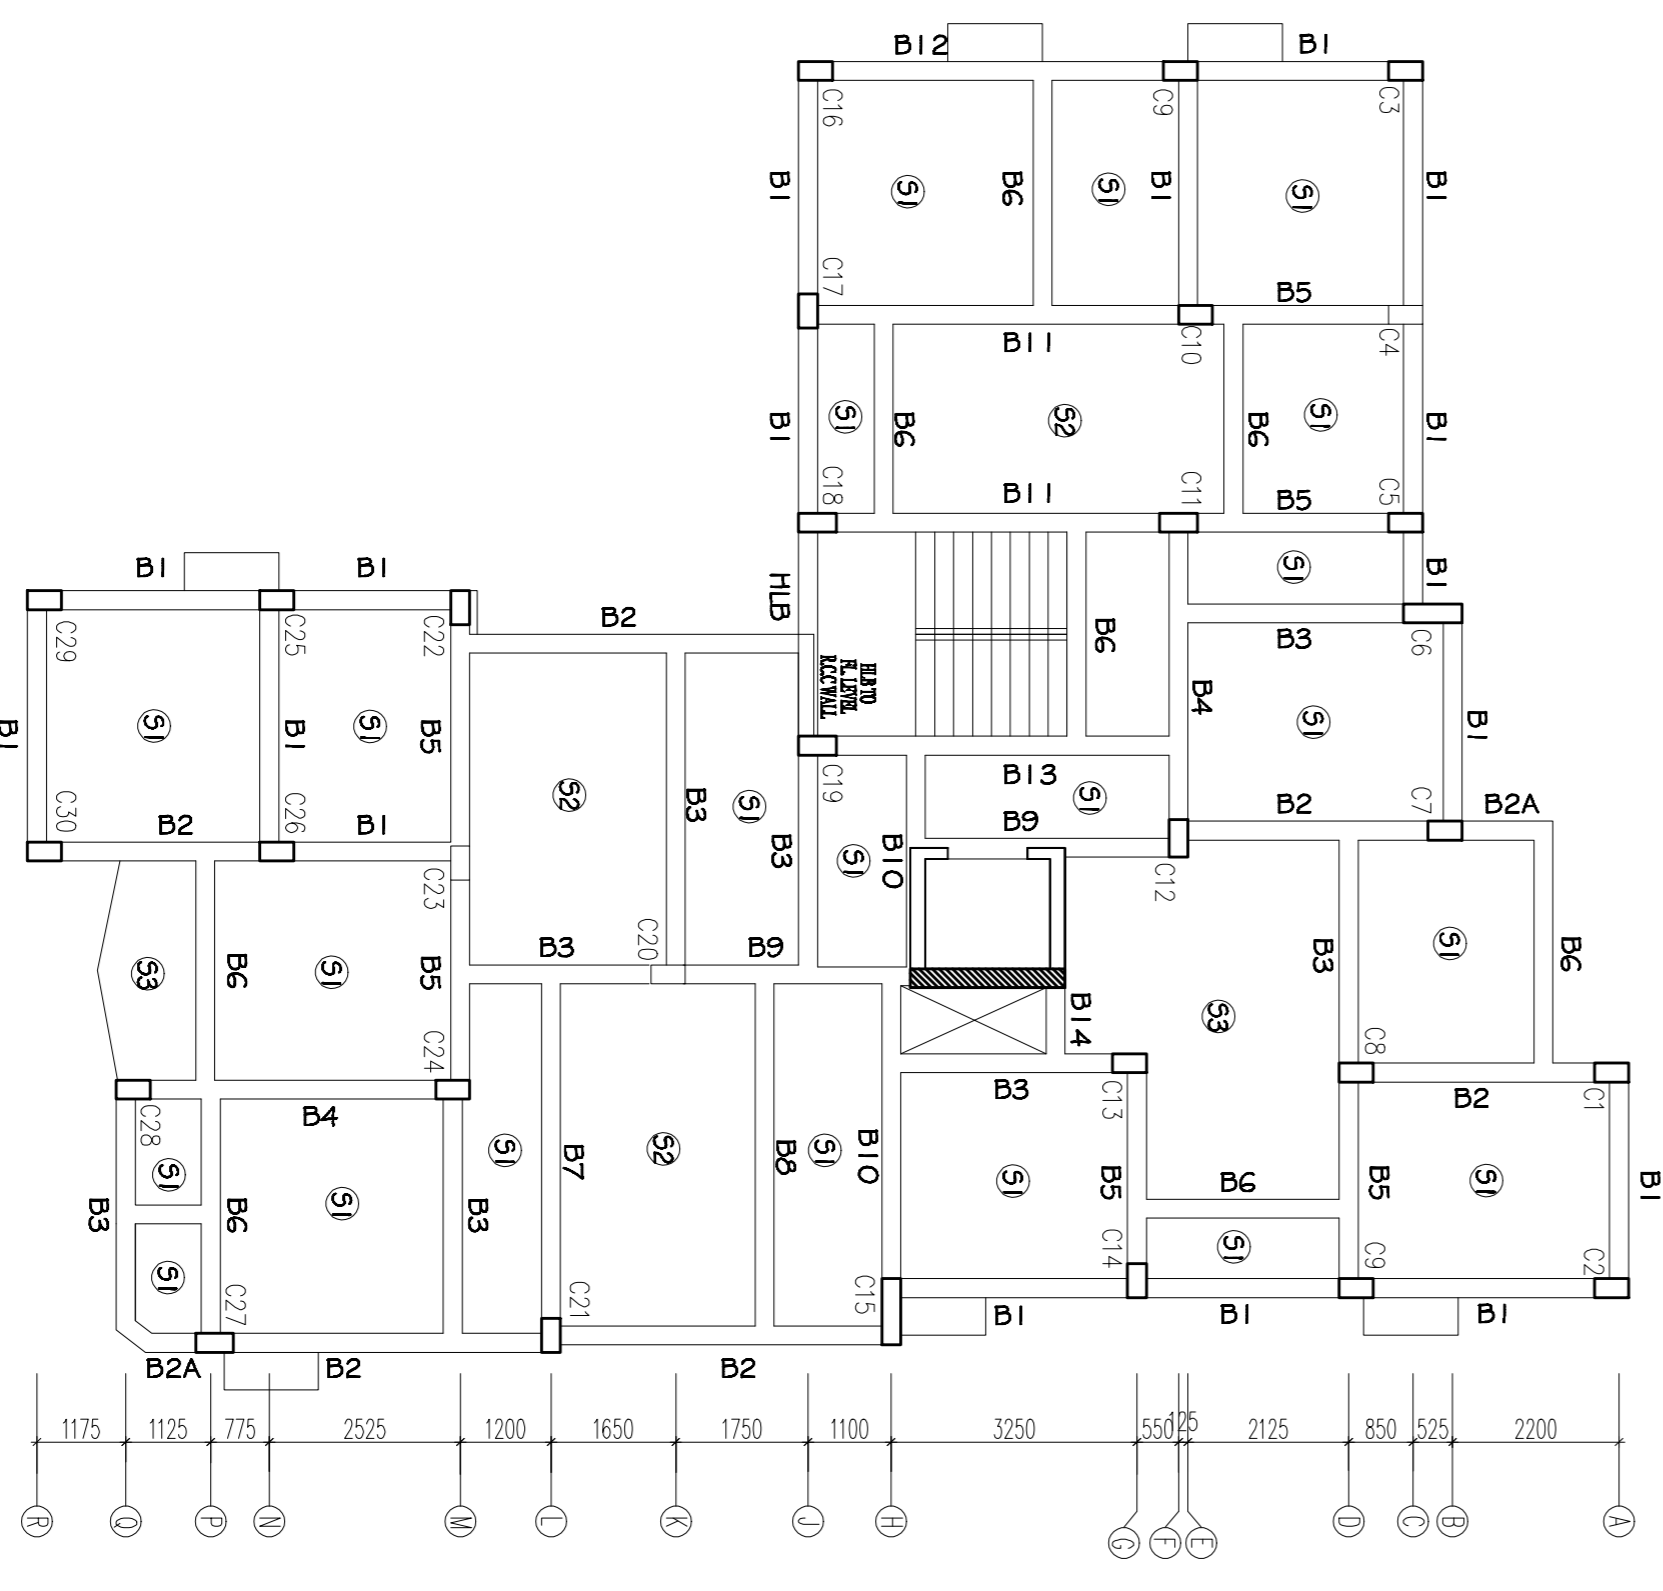 B12
B1
C16
C9
C3
B1
S1
B6
S1
B1
S1
B1
C17
B5
B11
C10
C4
B1
S1
B6
S2
B6
S1
B1
C18
B11
C11
B5
C5
B1
B1
HLB
S1
B1
B2
C29
C25
C22
B6
B3
C6
HLB TO
FL. LEVEL
R.C.C WALL
B4
B1
S1
B1
S1
B5
S1
B1
B13
S2
B3
S1
B3
C19
S1
C7
B2A
C30
B2
C26
B1
B9
B2
S1
B10
C12
C23
S3
B6
S1
B5
B3
C20
B9
B3
S1
B6
B14
S3
C24
C8
C28
B4
B3
C13
B2
C1
S1
S1
B3
B6
S1
B3
B7
S2
B8
S1
B10
S1
B5
B6
B5
S1
B1
S1
C27
C21
C15
C14
S1
C9
C2
B2A
B2
B2
B1
B1
B1
1175
1125
775
2525
1200
1650
1750
1100
3250
550
125
2125
850
525
2200
R
Q
P
N
M
L
K
J
H
G
F
E
D
C
B
A